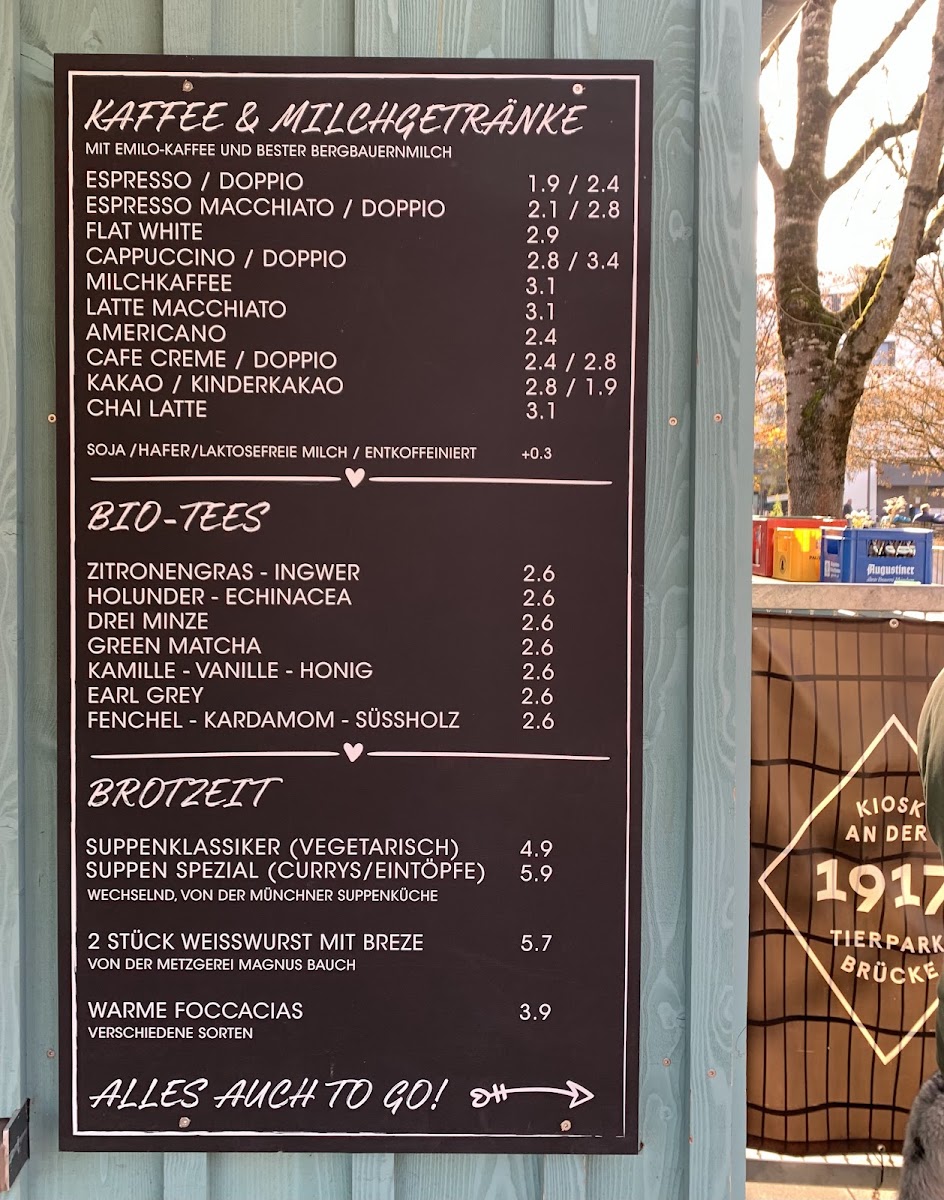 KAFFEE & MILCHGETRÄNKE
MIT EMILO-KAFFEE UND BESTER BERGBAUERNMILCH
ESPRESSO / DOPPIO 1.9 / 2.4
ESPRESSO MACCHIATO / DOPPIO 2.1 / 2.8
FLAT WHITE 2.9
CAPPUCCINO / DOPPIO 2.8 / 3.4
MILCHKAFFEE 3.1
LATTE MACCHIATO 3.1
AMERICANO 2.4
CAFE CREME / DOPPIO 2.4 / 2.8
KAKAO / KINDERKAKAO 2.8 / 1.9
CHAI LATTE 3.1
SOJA /HAFER/LAKTOSEFREIE MILCH / ENTKOFFEINIERT +0.3
BIO-TEES
ZITRONENGRAS - INGWER 2.6
HOLUNDER - ECHINACEA 2.6
DREI MINZE 2.6
GREEN MATCHA 2.6
KAMILLE - VANILLE - HONIG 2.6
EARL GREY 2.6
FENCHEL - KARDAMOM - SÜSSHOLZ 2.6
BROTZEIT
SUPPENKLASSIKER (VEGETARISCH) 4.9
SUPPEN SPEZIAL (CURRYS/EINTÖPFE) 5.9
WECHSELND, VON DER MÜNCHNER SUPPENKÜCHE
2 STÜCK WEISSWURST MIT BREZE 5.7
VON DER METZGEREI MAGNUS BAUCH
WARME FOCCACIAS 3.9
VERSCHIEDENE SORTEN
ALLES AUCH TO GO!
Augustiner
KIOSK
AN DER
1917
TIERPARK
BRÜCKE